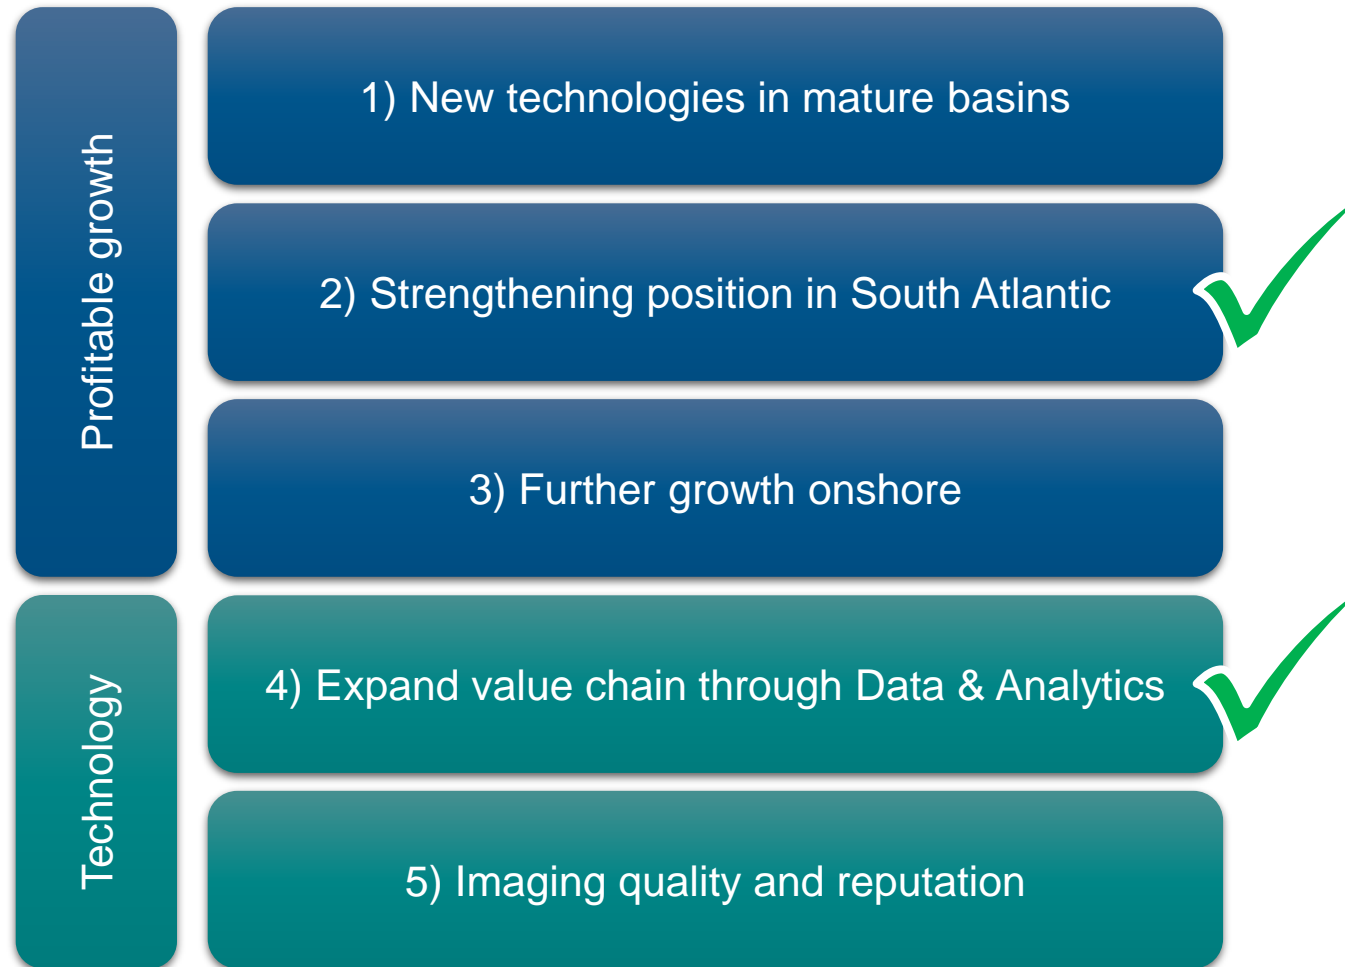 Profitable growth
1) New technologies in mature basins
2) Strengthening position in South Atlantic
3) Further growth onshore
Technology
4) Expand value chain through Data & Analytics
5) Imaging quality and reputation